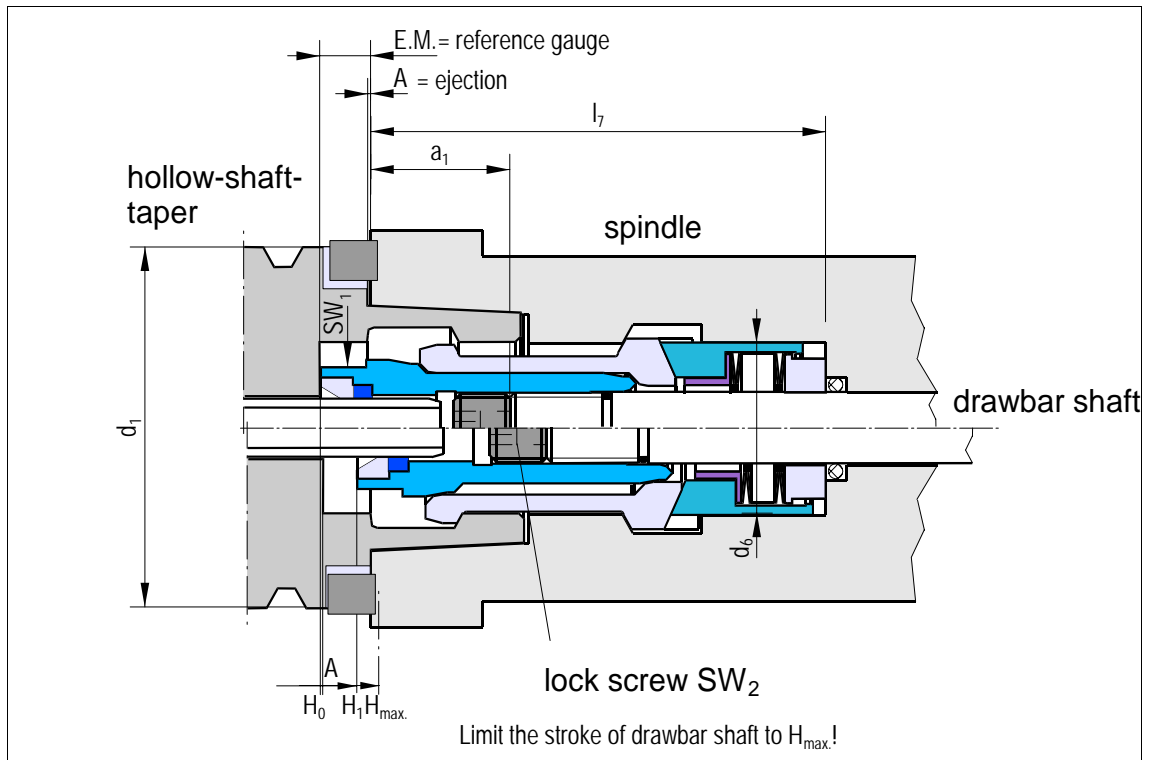 E.M.= reference gauge
A = ejection
l₇
a₁
hollow-shaft-
taper
spindle
SW₁
d₁
drawbar shaft
d₆
A
H₀ H₁ Hmax.
lock screw SW₂
Limit the stroke of drawbar shaft to Hmax.!